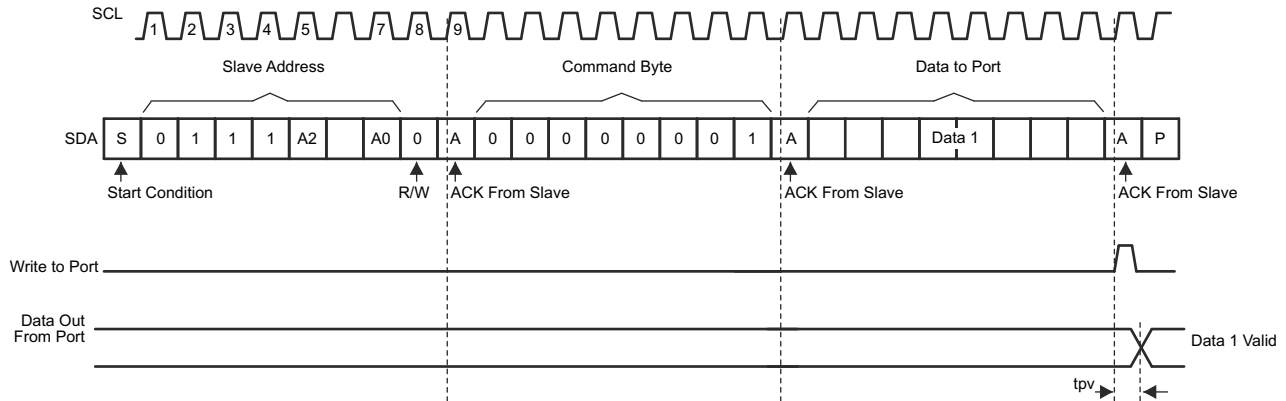 SCL
1 2 3 4 5 7 8 9
Slave Address Command Byte Data to Port
SDA S 0 1 1 1 A2 A0 0 A 0 0 0 0 0 0 0 1 A Data 1 A P
Start Condition R/W ACK From Slave ACK From Slave ACK From Slave
Write to Port
Data Out
From Port
Data 1 Valid
tpv